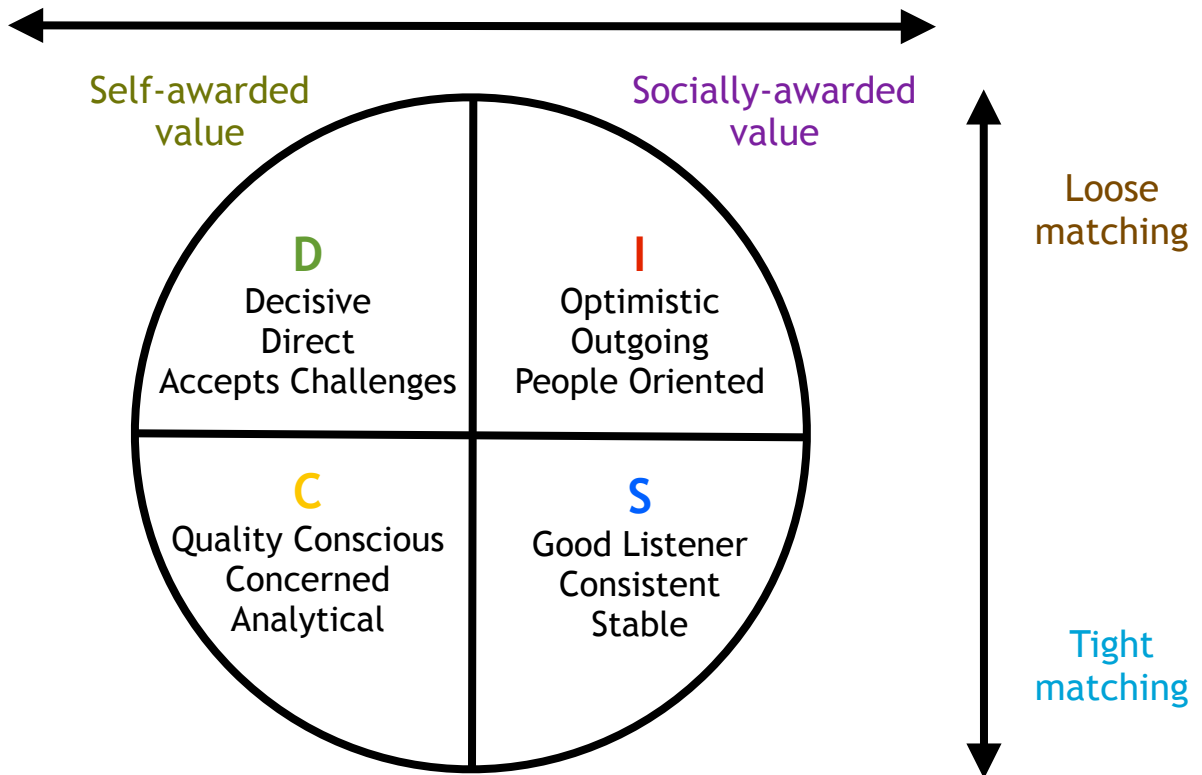 Self-awarded
value
Socially-awarded
value
Loose
matching
D
Decisive
Direct
Accepts Challenges
I
Optimistic
Outgoing
People Oriented
C
Quality Conscious
Concerned
Analytical
S
Good Listener
Consistent
Stable
Tight
matching